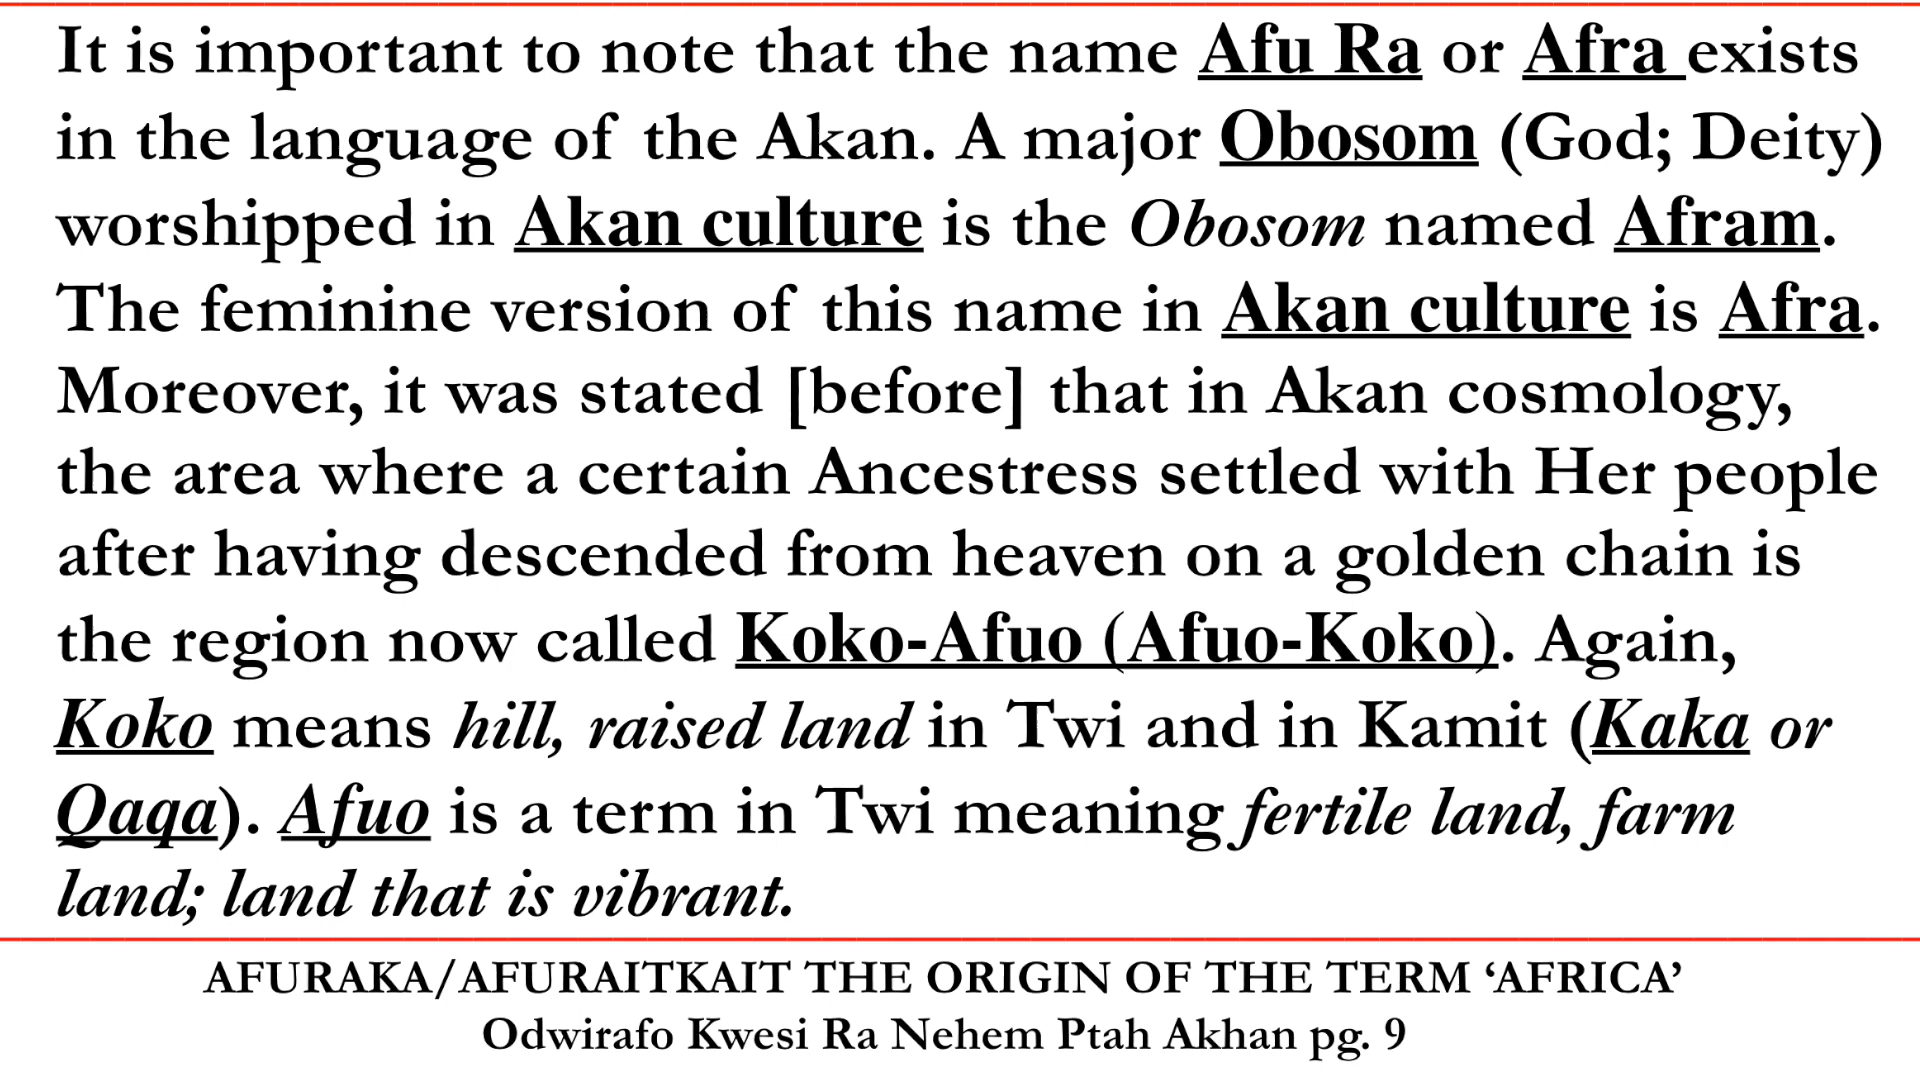 It is important to note that the name Afu Ra or Afra exists
in the language of the Akan. A major Obosom (God; Deity)
worshipped in Akan culture is the Obosom named Afram.
The feminine version of this name in Akan culture is Afra.
Moreover, it was stated [before] that in Akan cosmology,
the area where a certain Ancestress settled with Her people
after having descended from heaven on a golden chain is
the region now called Koko-Afuo (Afuo-Koko). Again,
Koko means hill, raised land in Twi and in Kamit (Kaka or
Qaqa). Afuo is a term in Twi meaning fertile land, farm
land; land that is vibrant.
AFURAKA/AFURAITKAIT THE ORIGIN OF THE TERM ‘AFRICA’
Odwirafo Kwesi Ra Nehem Ptah Akhan pg. 9